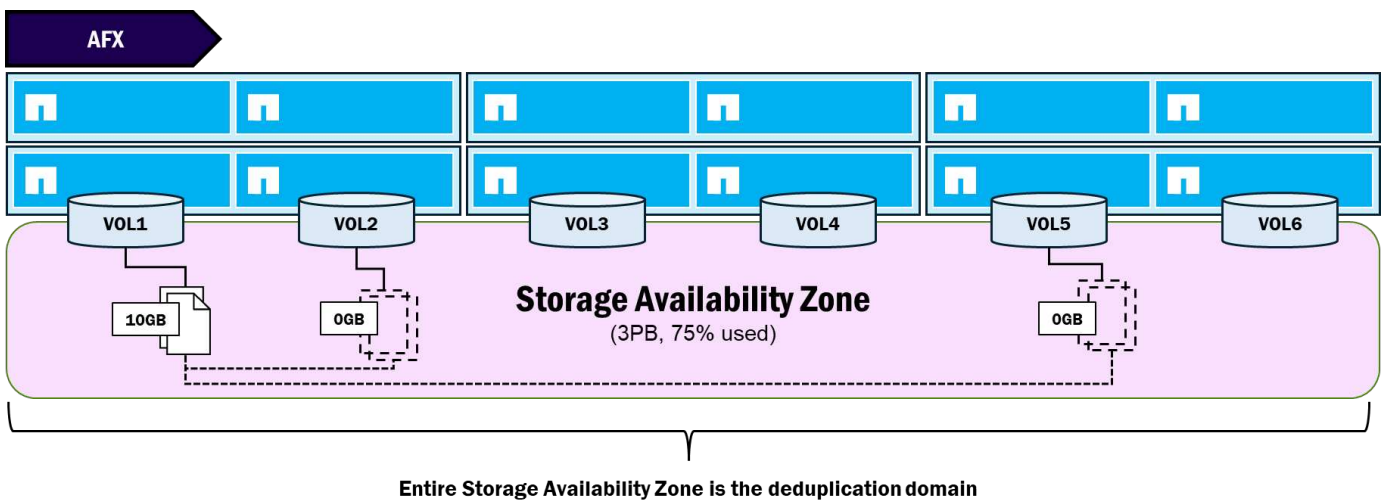 AFX
VOL1
VOL2
VOL3
VOL4
VOL5
VOL6
10GB
0GB
Storage Availability Zone
(3PB, 75% used)
0GB
Entire Storage Availability Zone is the deduplication domain